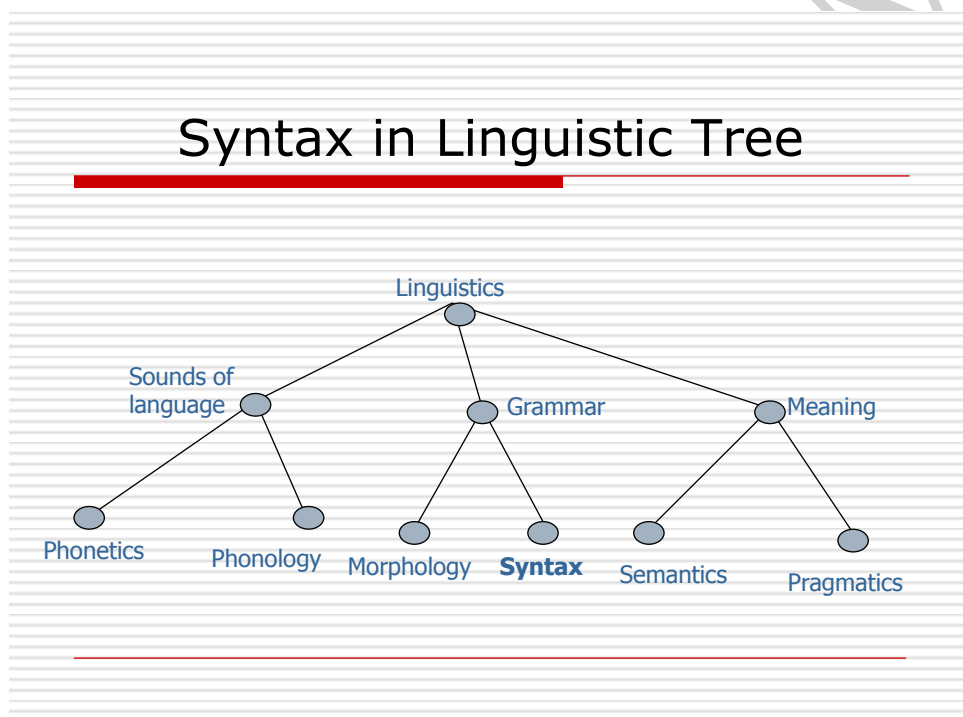 Syntax in Linguistic Tree
Linguistics
Sounds of
language
Grammar
Meaning
Phonetics
Phonology
Morphology
Syntax
Semantics
Pragmatics